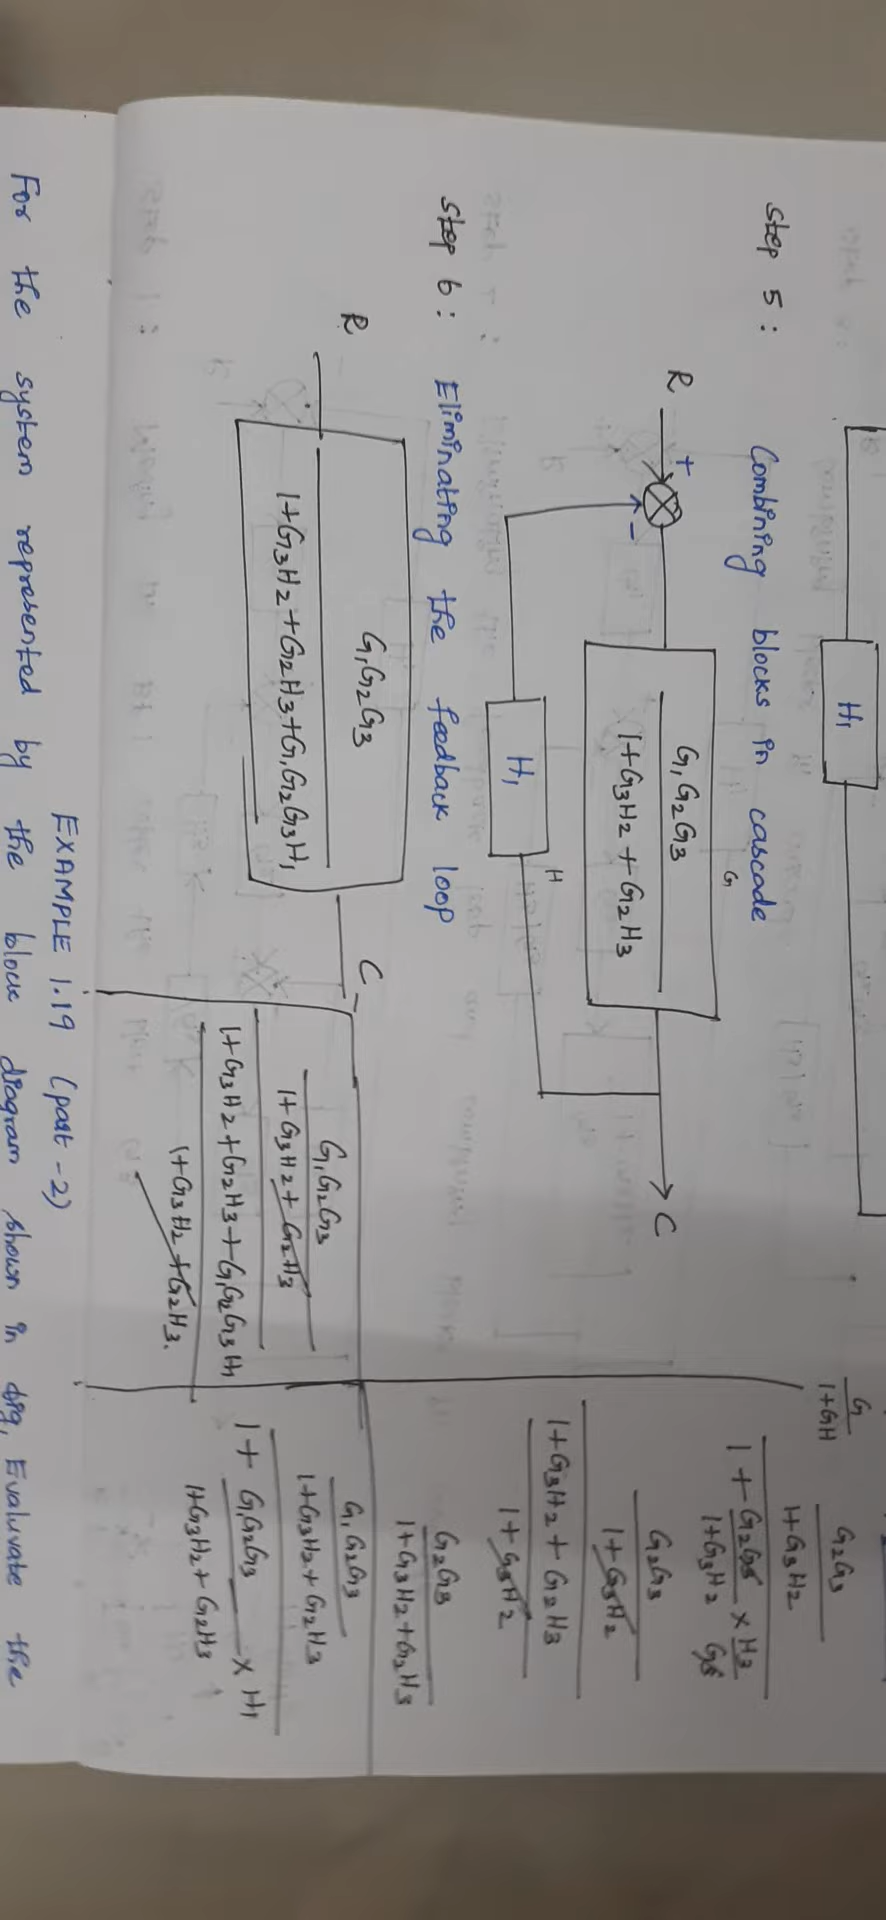 H₁
Step 5: Combining blocks in cascade
R
+
-
G₁G₂G₃
1+G₃H₂+G₂H₃
G
H₁
H
C
Step 6: Eliminating the feedback loop
R
G₁G₂G₃
1+G₃H₂+G₂H₃+G₁G₂G₃H₁
C
G₁G₂G₃
1+G₃H₂+G₂H₃
1+G₃H₂+G₂H₃+G₁G₂G₃H₁
1+G₃H₂+G₂H₃.
G
1+GH
G₂G₃
1+G₃H₂
1+ G₂G₃ × H₃
1+G₃H₂ G₃
G₂G₃
1+G₃H₂
1+G₃H₂+G₂H₃
1+G₃H₂
G₂G₃
1+G₃H₂+G₂H₃
G₁G₂G₃
1+G₃H₂+G₂H₃
1+ G₁G₂G₃ × H₁
1+G₃H₂+G₂H₃
EXAMPLE 1.19 (part-2)
For the system represented by the block diagram shown in dig, Evaluvate the